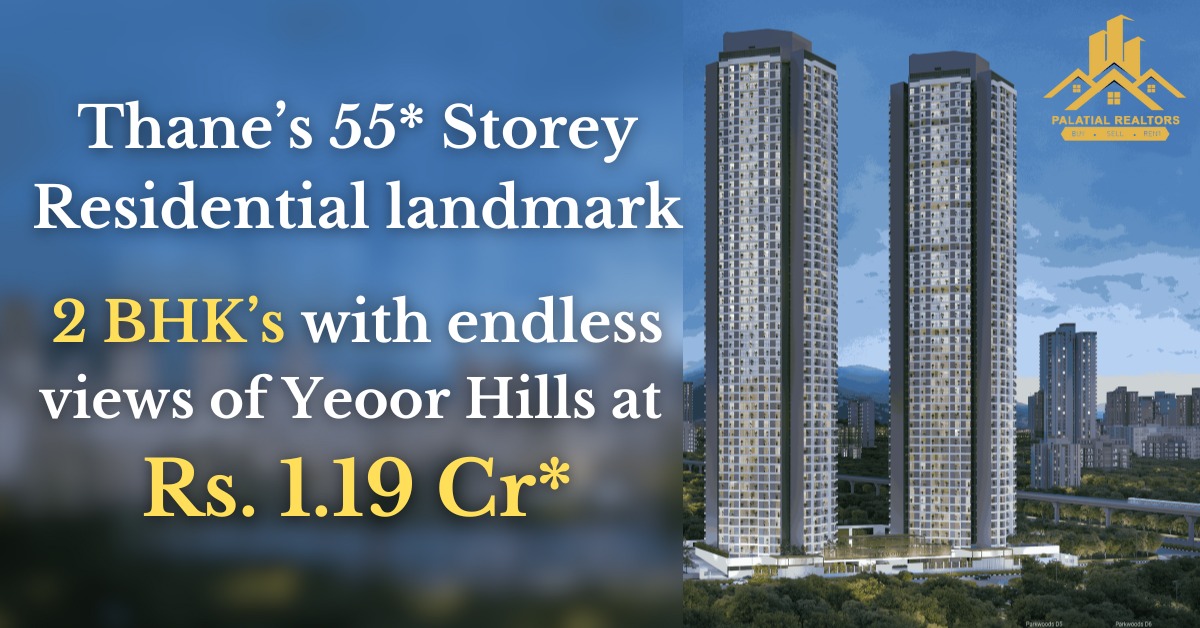 Thane's 55* Storey
Residential landmark
2 BHK's with endless
views of Yeoor Hills at
Rs. 1.19 Cr*
PALATIAL REALTORS
BUY • SELL • RENT
Parkwoods D5
Parkwoods D6